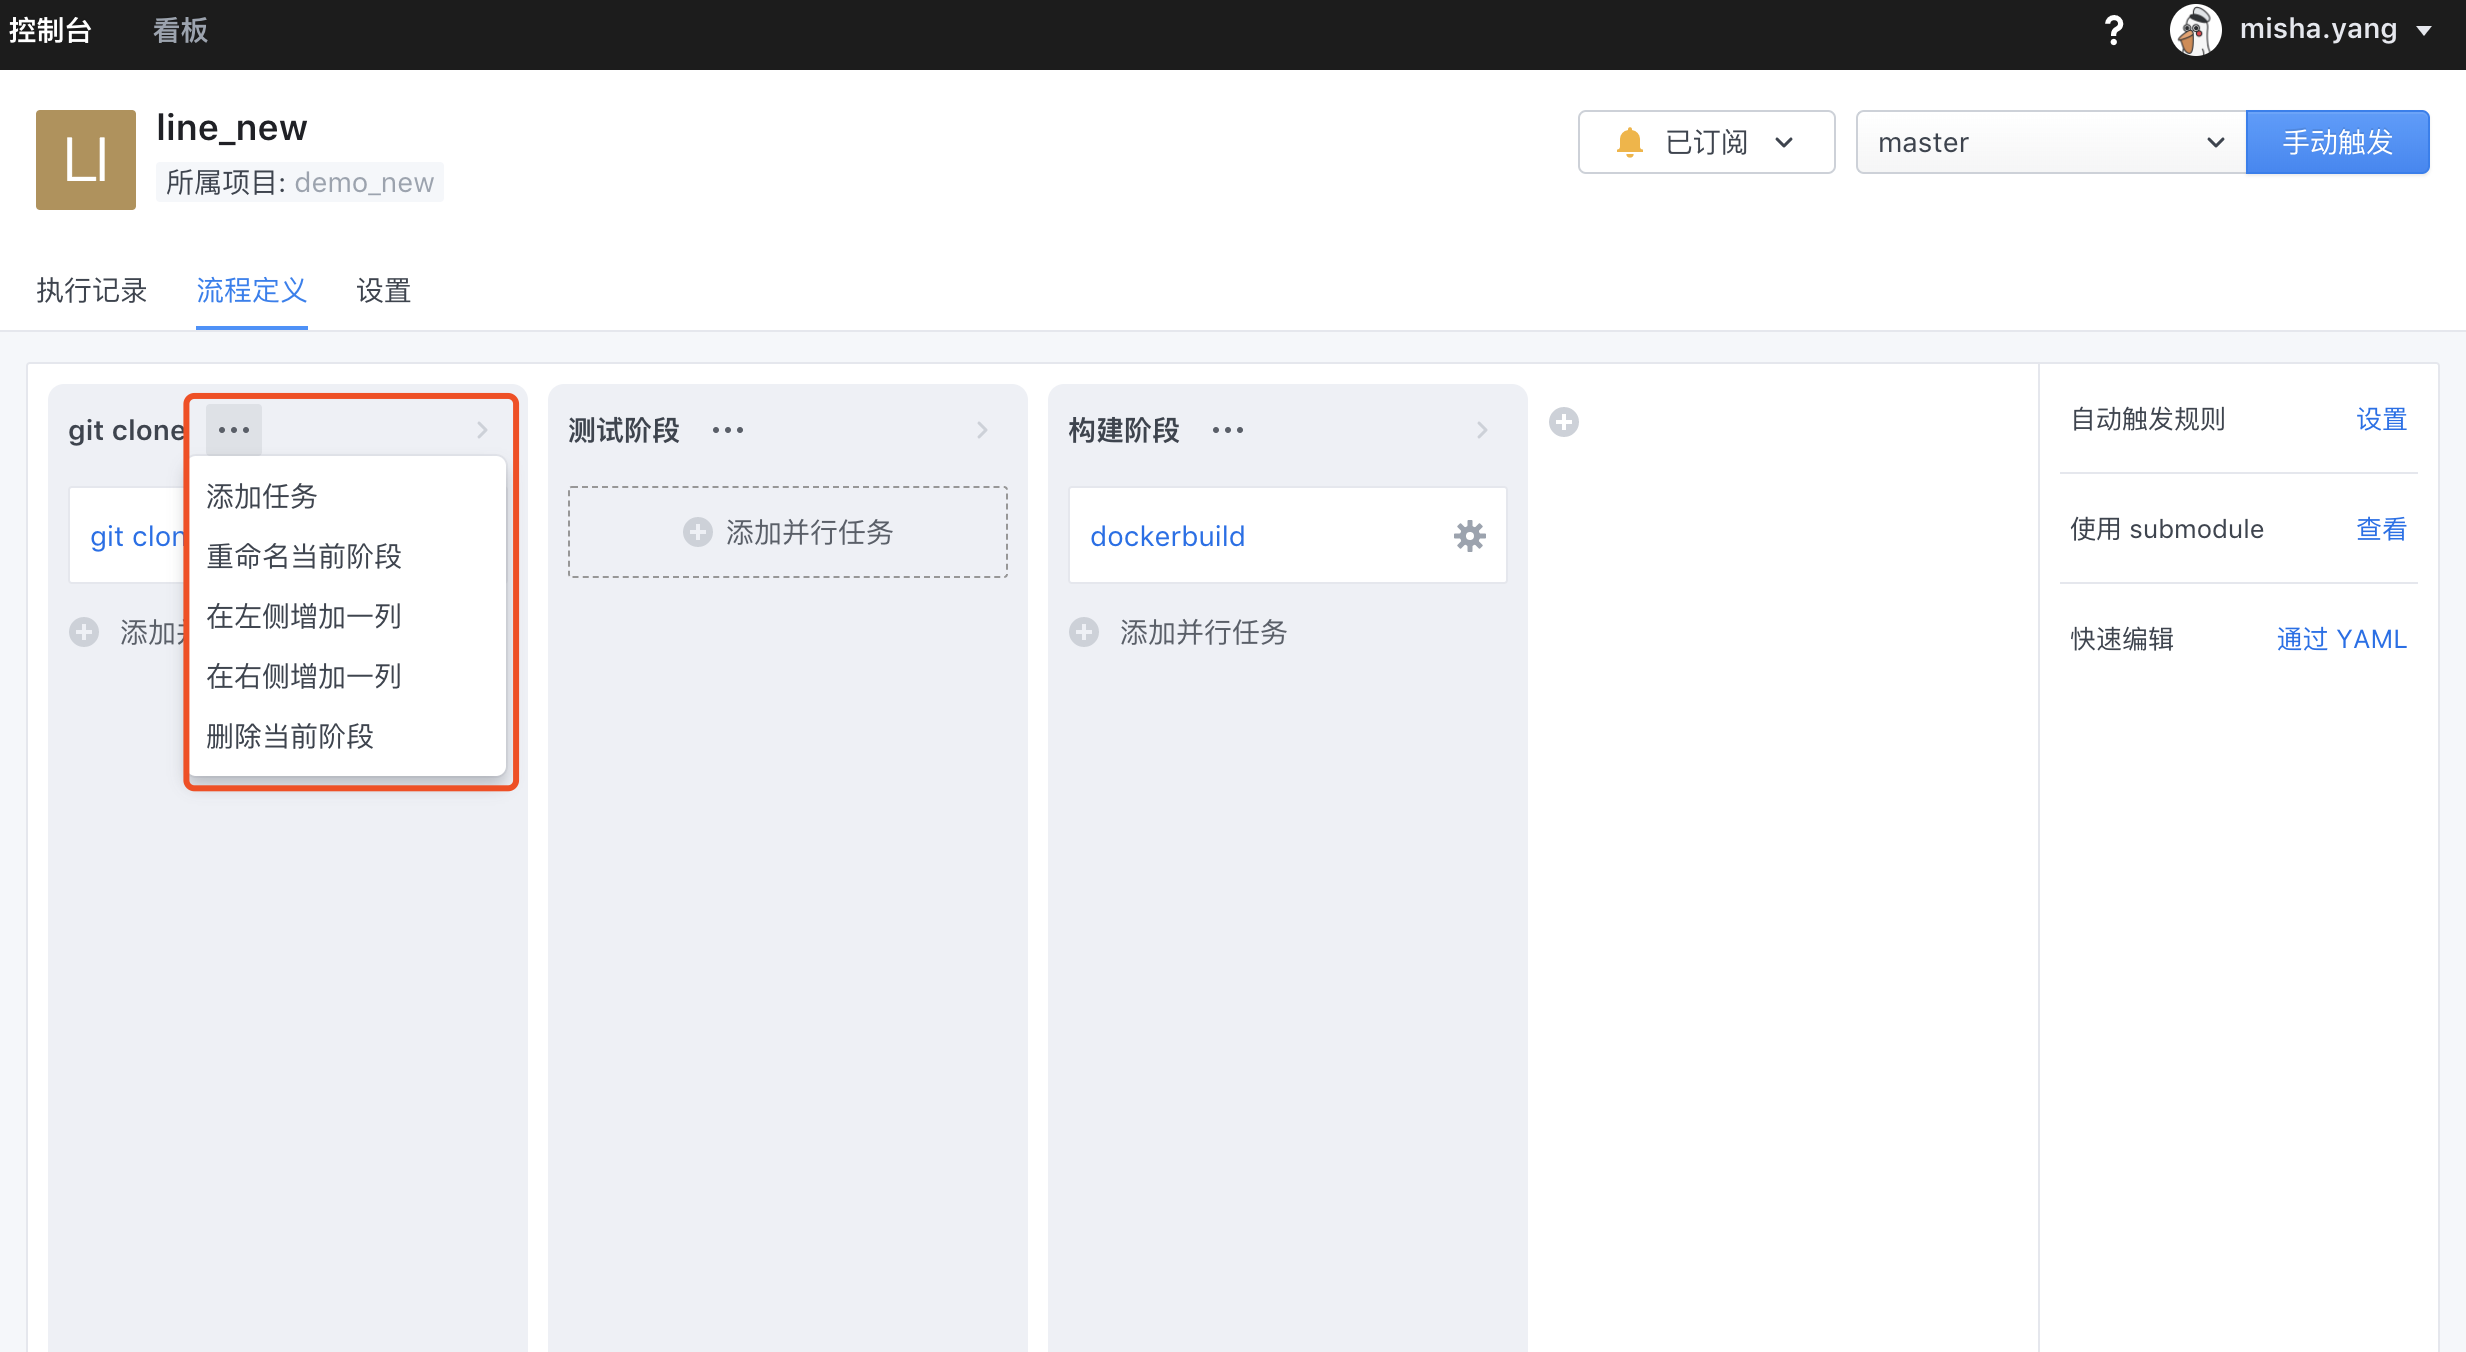 控制台 看板 ? misha.yang
LI
line_new
所属项目: demo_new
已订阅
master
手动触发
执行记录 流程定义 设置
git clone
git clon
添加
添加任务
重命名当前阶段
在左侧增加一列
在右侧增加一列
删除当前阶段
测试阶段
添加并行任务
构建阶段
dockerbuild
添加并行任务
自动触发规则 设置
使用 submodule 查看
快速编辑 通过 YAML